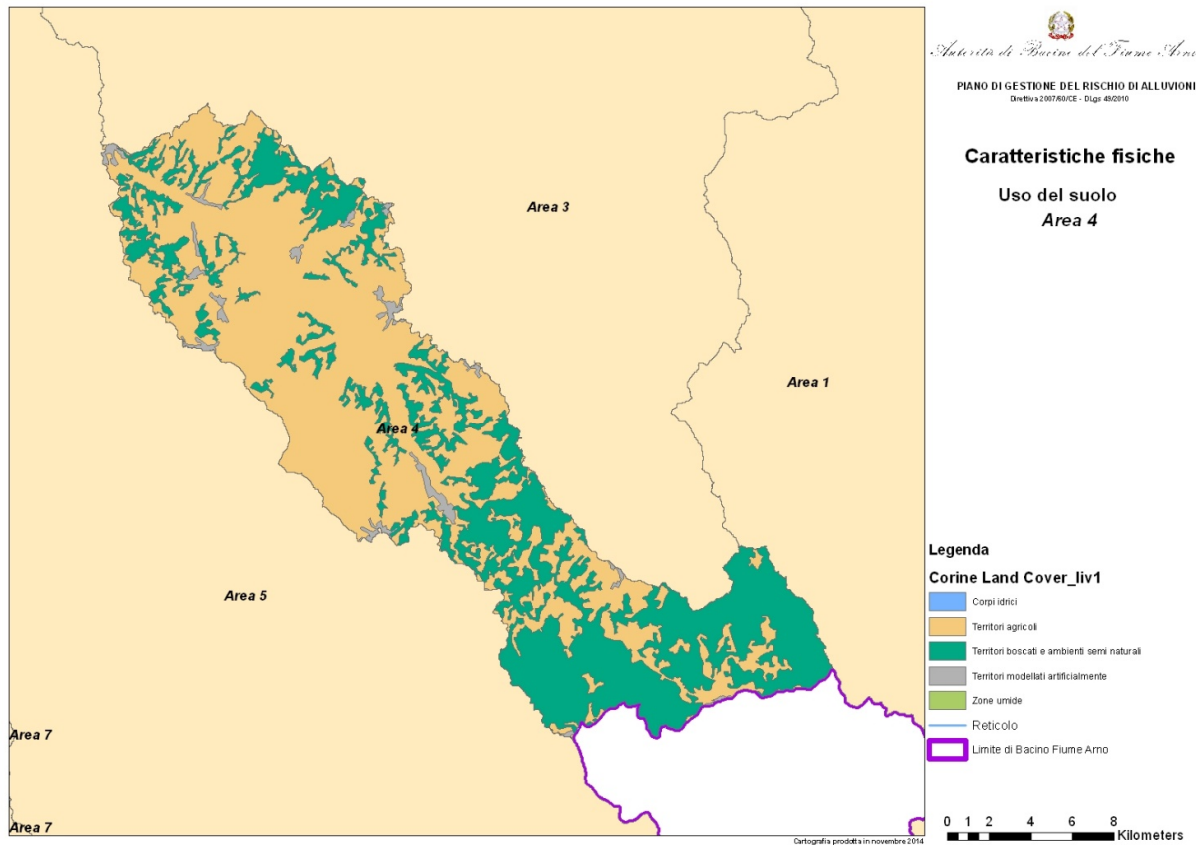 Autorità di Bacino del Fiume Arno
PIANO DI GESTIONE DEL RISCHIO DI ALLUVIONI
Direttiva 2007/60/CE - DLgs 49/2010
Caratteristiche fisiche
Uso del suolo
Area 4
Area 3
Area 1
Area 4
Area 5
Area 7
Area 7
Legenda
Corine Land Cover_liv1
Corpi idrici
Territori agricoli
Territori boscati e ambienti semi naturali
Territori modellati artificialmente
Zone umide
Reticolo
Limite di Bacino Fiume Arno
0 1 2 4 6 8
Kilometers
Cartografia prodotta in novembre 2014